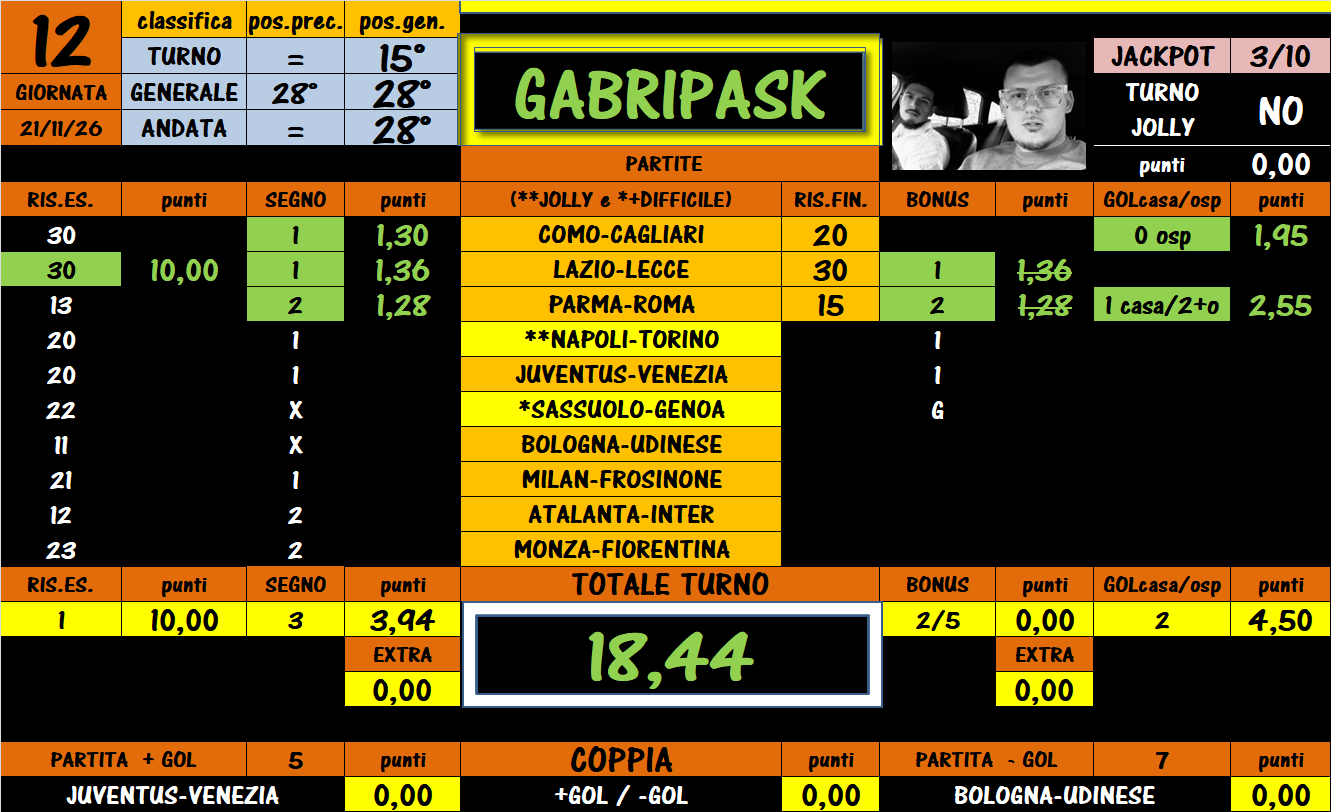 12 classifica pos.prec. pos.gen.
TURNO = 15° GABRIPASK JACKPOT 3/10
GIORNATA GENERALE 28° 28° TURNO JOLLY NO
21/11/26 ANDATA = 28°
PARTITE punti 0,00
RIS.ES. punti SEGNO punti (**JOLLY e *+DIFFICILE) RIS.FIN. BONUS punti GOLcasa/osp punti
30 1 1,30 COMO-CAGLIARI 20 0 osp 1,95
30 10,00 1 1,36 LAZIO-LECCE 30 1 1,36
13 2 1,28 PARMA-ROMA 15 2 1,28 1 casa/2+o 2,55
20 1 **NAPOLI-TORINO 1
20 1 JUVENTUS-VENEZIA 1
22 X *SASSUOLO-GENOA G
11 X BOLOGNA-UDINESE
21 1 MILAN-FROSINONE
12 2 ATALANTA-INTER
23 2 MONZA-FIORENTINA
RIS.ES. punti SEGNO punti TOTALE TURNO BONUS punti GOLcasa/osp punti
1 10,00 3 3,94 18,44 2/5 0,00 2 4,50
EXTRA EXTRA
0,00 0,00
PARTITA + GOL 5 punti COPPIA punti PARTITA - GOL 7 punti
JUVENTUS-VENEZIA 0,00 +GOL / -GOL 0,00 BOLOGNA-UDINESE 0,00